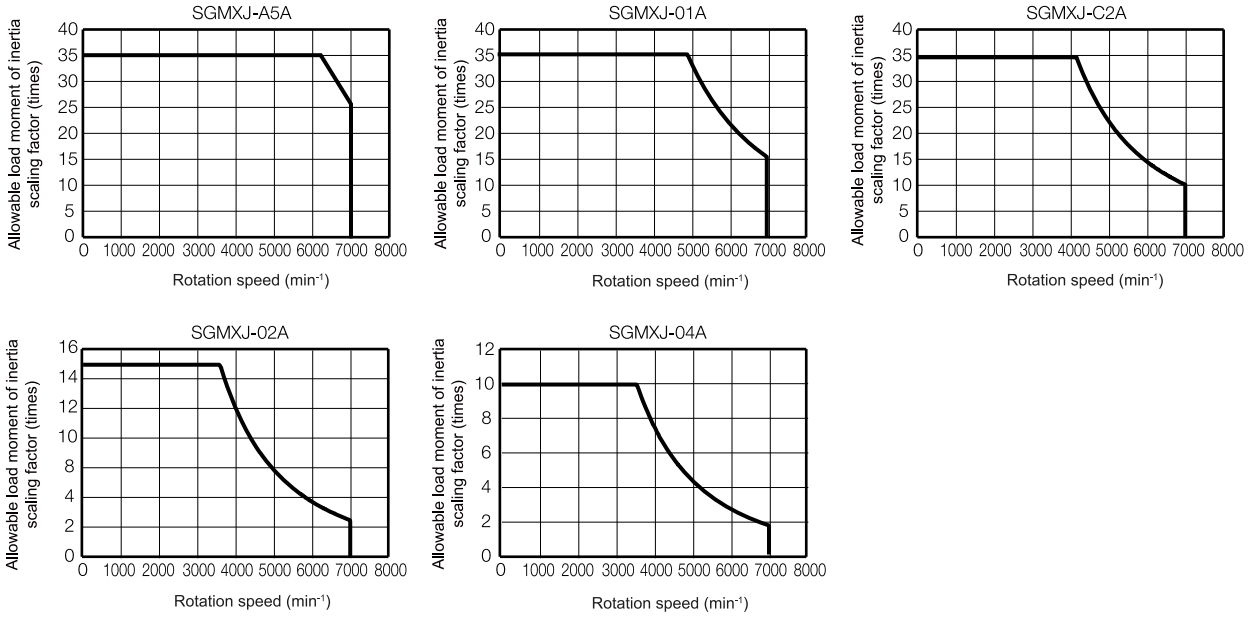 SGMXJ-A5A
Allowable load moment of inertia
scaling factor (times)
40
35
30
25
20
15
10
5
0
0 1000 2000 3000 4000 5000 6000 7000 8000
Rotation speed (min-1)
SGMXJ-01A
Allowable load moment of inertia
scaling factor (times)
40
35
30
25
20
15
10
5
0
0 1000 2000 3000 4000 5000 6000 7000 8000
Rotation speed (min-1)
SGMXJ-C2A
Allowable load moment of inertia
scaling factor (times)
40
35
30
25
20
15
10
5
0
0 1000 2000 3000 4000 5000 6000 7000 8000
Rotation speed (min-1)
SGMXJ-02A
Allowable load moment of inertia
scaling factor (times)
16
14
12
10
8
4
2
0
0 1000 2000 3000 4000 5000 6000 7000 8000
Rotation speed (min-1)
SGMXJ-04A
Allowable load moment of inertia
scaling factor (times)
12
10
8
6
4
2
0
0 1000 2000 3000 4000 5000 6000 7000 8000
Rotation speed (min-1)